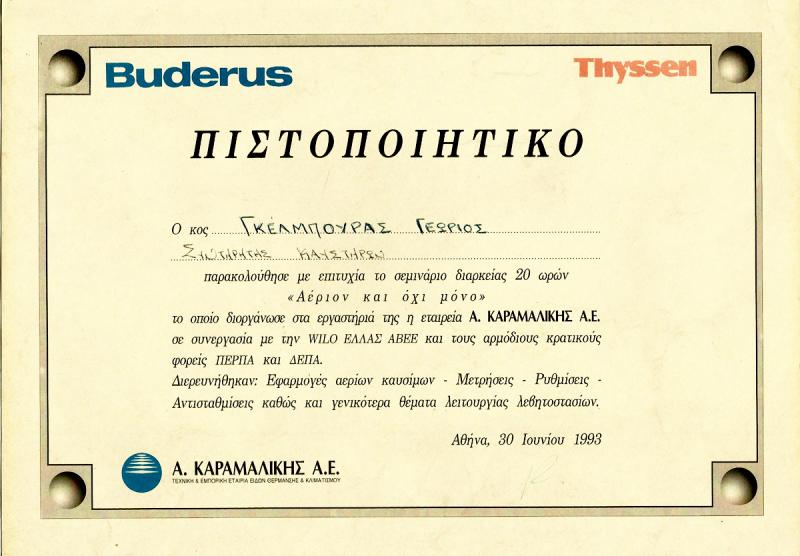 Buderus
Thyssen
ΠΙΣΤΟΠΟΙΗΤΙΚΟ
Ο κος ΓΚΕΛΜΠΟΥΡΑΣ ΓΕΩΡΙΟΣ
ΣΥΝΤΗΡΗΤΗΣ ΚΑΥΣΤΗΡΩΝ
παρακολούθησε με επιτυχία το σεμινάριο διαρκείας 20 ωρών
«Αέριον και όχι μόνο»
το οποίο διοργάνωσε στα εργαστήριά της η εταιρεία Α. ΚΑΡΑΜΑΛΙΚΗΣ Α.Ε.
σε συνεργασία με την WILO ΕΛΛΑΣ ΑΒΕΕ και τους αρμόδιους κρατικούς
φορείς ΠΕΡΠΑ και ΔΕΠΑ.
Διερευνήθηκαν: Εφαρμογές αερίων καυσίμων - Μετρήσεις - Ρυθμίσεις -
Αντισταθμίσεις καθώς και γενικότερα θέματα λειτουργίας λεβητοστασίων.
Αθήνα, 30 Ιουνίου 1993
Α. ΚΑΡΑΜΑΛΙΚΗΣ Α.Ε.
ΤΕΧΝΙΚΗ & ΕΜΠΟΡΙΚΗ ΕΤΑΙΡΙΑ ΕΙΔΩΝ ΘΕΡΜΑΝΣΗΣ & ΚΛΙΜΑΤΙΣΜΟΥ